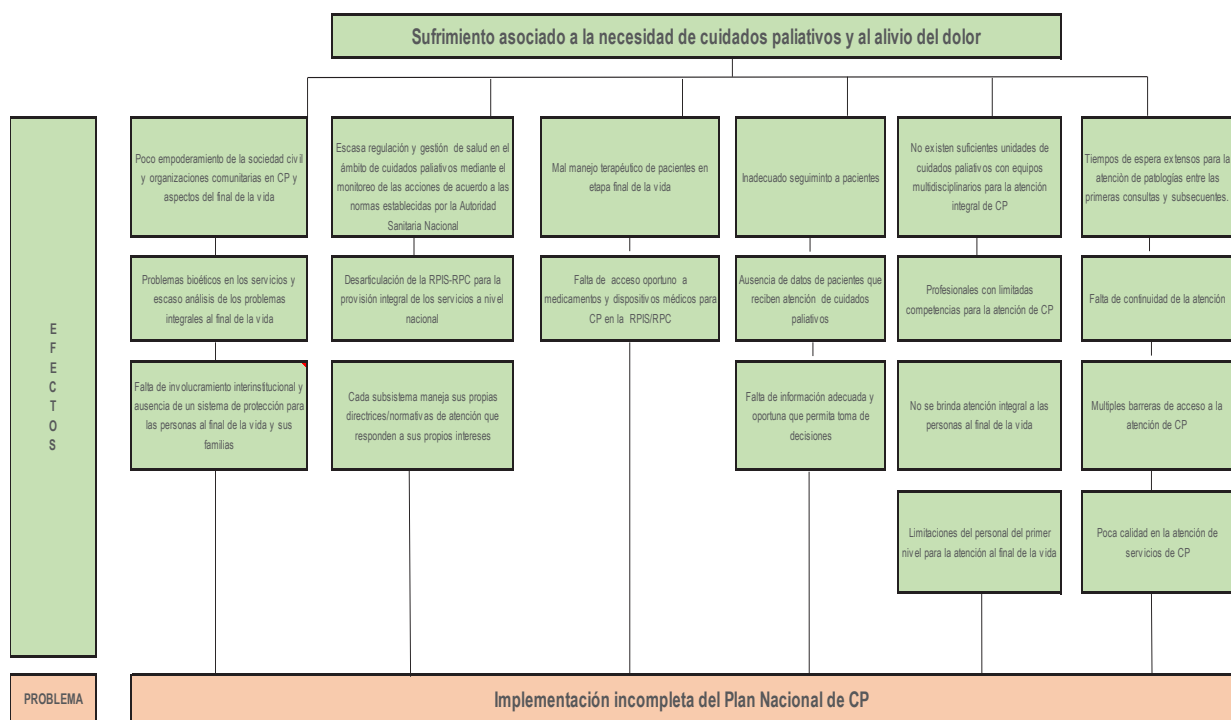 Sufrimiento asociado a la necesidad de cuidados paliativos y al alivio del dolor
E
F
E
C
T
O
S
Poco empoderamiento de la sociedad civil
y organizaciones comunitarias en CP y
aspectos del final de la vida
Escasa regulación y gestión de salud en el
ámbito de cuidados paliativos mediante el
monitoreo de las acciones de acuerdo a las
normas establecidas por la Autoridad
Sanitaria Nacional
Mal manejo terapéutico de pacientes en
etapa final de la vida
Inadecuado seguiminto a pacientes
No existen suficientes unidades de
cuidados paliativos con equipos
multidisciplinarios para la atención
integral de CP
Tiempos de espera extensos para la
atención de patologías entre las
primeras consultas y subsecuentes.
Problemas bioéticos en los servicios y
escaso análisis de los problemas
integrales al final de la vida
Desarticulación de la RPIS-RPC para la
provisión integral de los servicios a nivel
nacional
Falta de acceso oportuno a
medicamentos y dispositivos médicos para
CP en la RPIS/RPC
Ausencia de datos de pacientes que
reciben atención de cuidados
paliativos
Profesionales con limitadas
competencias para la atención de CP
Falta de continuidad de la atención
Falta de involucramiento interinstitucional y
ausencia de un sistema de protección para
las personas al final de la vida y sus
familias
Cada subsistema maneja sus propias
directrices/normativas de atención que
responden a sus propios intereses
Falta de información adecuada y
oportuna que permita toma de
decisiones
No se brinda atención integral a las
personas al final de la vida
Multiples barreras de acceso a la
atención de CP
Limitaciones del personal del primer
nivel para la atención al final de la vida
Poca calidad en la atención de
servicios de CP
PROBLEMA
Implementación incompleta del Plan Nacional de CP